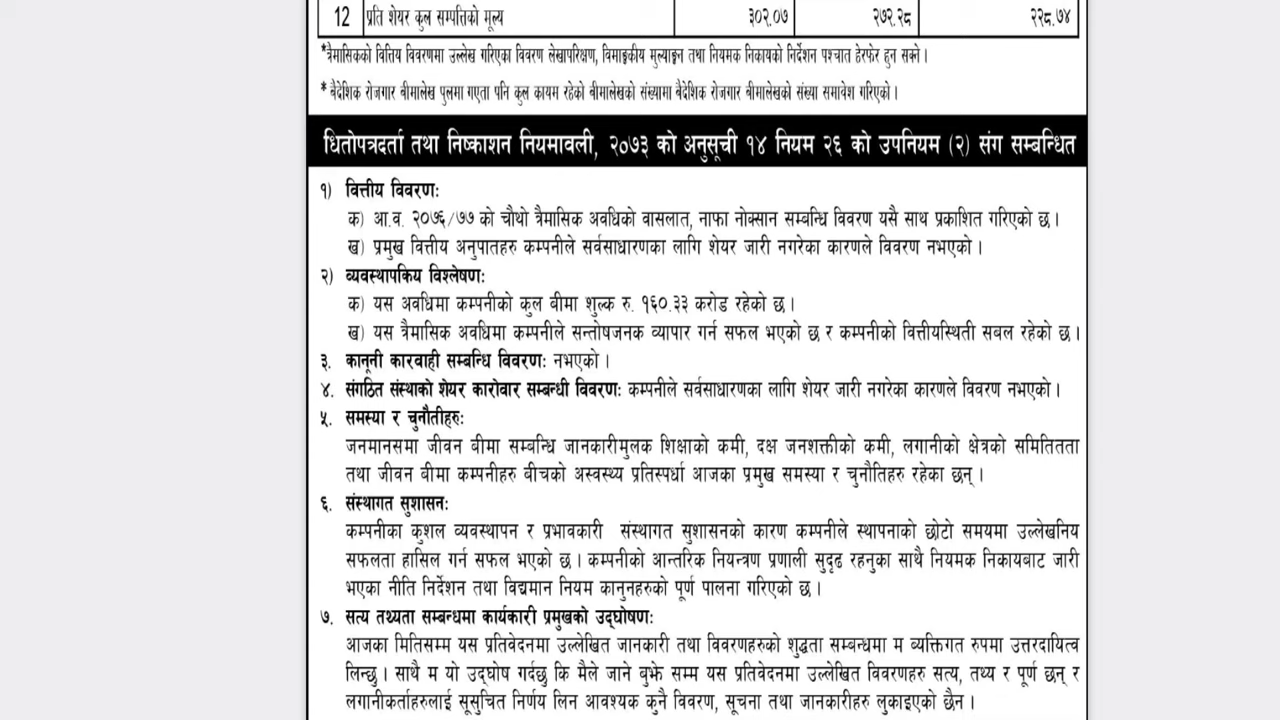 12 प्रति शेयर कुल सम्पत्तिको मूल्य ३०२.०७ २७२.२८ २२८.७४
*त्रैमासिकको वित्तिय विवरणमा उल्लेख गरिएका विवरण लेखापरिक्षण, विमाङ्कीय मुल्याङ्कन तथा नियमक निकायको निर्देशन पश्चात हेरफेर हुन सक्ने।
* बैदेशिक रोजगार बीमालेख पुलमा गएता पनि कुल कायम रहेको बीमालेखको संख्यामा बैदेशिक रोजगार बीमालेखको संख्या समावेश गरिएको।
धितोपत्रदर्ता तथा निष्काशन नियमावली, २०७३ को अनुसूची १४ नियम २६ को उपनियम (२) संग सम्बन्धित
१) वित्तीय विवरणः
क) आ.व. २०७६/७७ को चौथो त्रैमासिक अवधिको वासलात, नाफा नोक्सान सम्बन्धि विवरण यसै साथ प्रकाशित गरिएको छ।
ख) प्रमुख वित्तीय अनुपातहरु कम्पनीले सर्वसाधारणका लागि शेयर जारी नगरेका कारणले विवरण नभएको।
२) व्यवस्थापकिय विश्लेषणः
क) यस अवधिमा कम्पनीको कुल बीमा शुल्क रु. १६०.३३ करोड रहेको छ।
ख) यस त्रैमासिक अवधिमा कम्पनीले सन्तोषजनक व्यापार गर्न सफल भएको छ र कम्पनीको वित्तीयस्थिती सबल रहेको छ।
३. कानूनी कारवाही सम्बन्धि विवरणः नभएको।
४. संगठित संस्थाको शेयर कारोवार सम्बन्धी विवरणः कम्पनीले सर्वसाधारणका लागि शेयर जारी नगरेका कारणले विवरण नभएको।
५. समस्या र चुनौतीहरुः
जनमानसमा जीवन बीमा सम्बन्धि जानकारीमुलक शिक्षाको कमी, दक्ष जनशक्तीको कमी, लगानीको क्षेत्रको समितितता
तथा जीवन बीमा कम्पनीहरु बीचको अस्वस्थ्य प्रतिस्पर्धा आजका प्रमुख समस्या र चुनौतिहरु रहेका छन्।
६. संस्थागत सुशासनः
कम्पनीका कुशल व्यवस्थापन र प्रभावकारी संस्थागत सुशासनको कारण कम्पनीले स्थापनाको छोटो समयमा उल्लेखनिय
सफलता हासिल गर्न सफल भएको छ। कम्पनीको आन्तरिक नियन्त्रण प्रणाली सुदृढ रहनुका साथै नियमक निकायबाट जारी
भएका नीति निर्देशन तथा विद्यमान नियम कानुनहरुको पूर्ण पालना गरिएको छ।
७. सत्य तथ्यता सम्बन्धमा कार्यकारी प्रमुखको उद्घोषणः
आजका मितिसम्म यस प्रतिवेदनमा उल्लेखित जानकारी तथा विवरणहरुको शुद्धता सम्बन्धमा म व्यक्तिगत रुपमा उत्तरदायित्व
लिन्छु। साथै म यो उद्घोष गर्दछु कि मैले जाने बुझे सम्म यस प्रतिवेदनमा उल्लेखित विवरणहरु सत्य, तथ्य र पूर्ण छन् र
लगानीकर्ताहरुलाई सूसुचित निर्णय लिन आवश्यक कुनै विवरण, सूचना तथा जानकारीहरु लुकाइएको छैन।